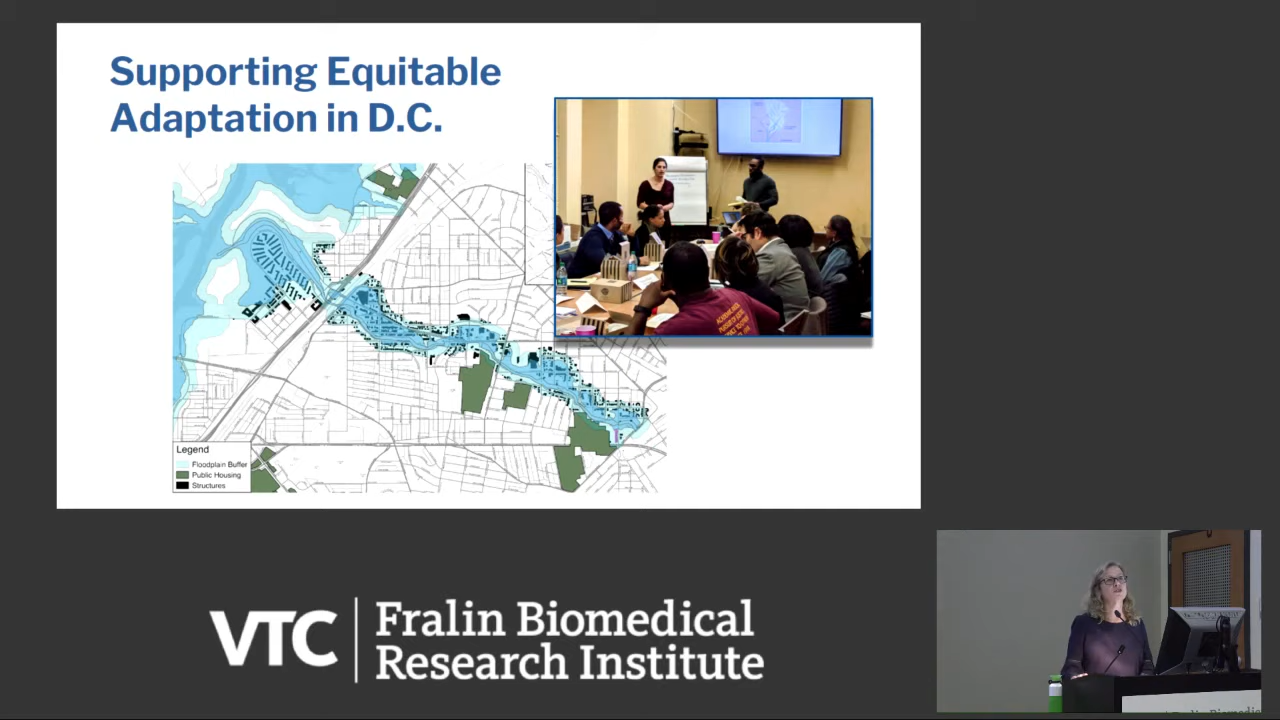 Supporting Equitable
Adaptation in D.C.
Legend
Floodplain Buffer
Public Housing
Structures
VTC
Fralin Biomedical
Research Institute